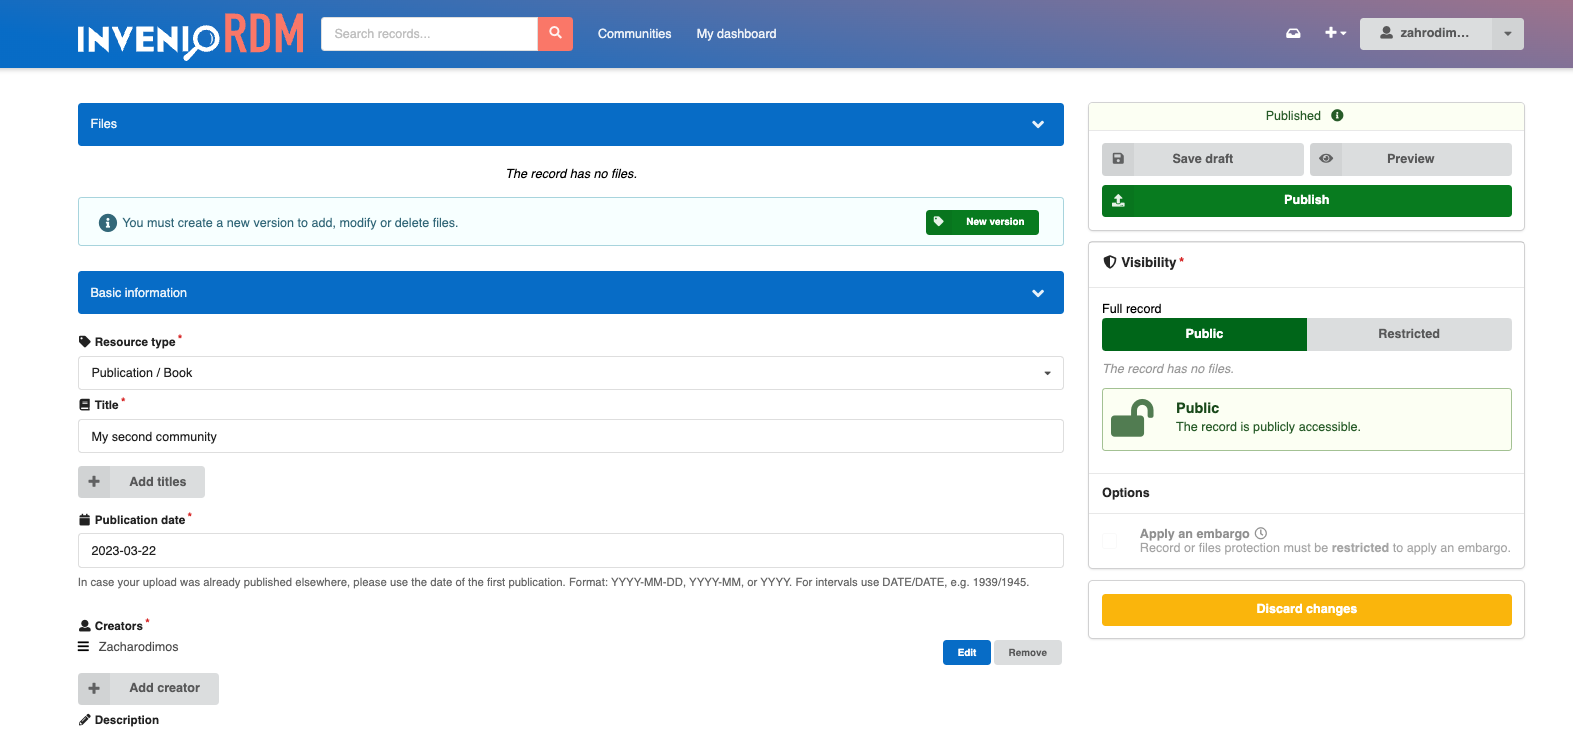 INVENIO RDM
Search records...
Communities
My dashboard
zahrodim...
Files
The record has no files.
You must create a new version to add, modify or delete files.
New version
Basic information
Resource type*
Publication / Book
Title*
My second community
Add titles
Publication date*
2023-03-22
In case your upload was already published elsewhere, please use the date of the first publication. Format: YYYY-MM-DD, YYYY-MM, or YYYY. For intervals use DATE/DATE, e.g. 1939/1945.
Creators*
Zacharodimos
Edit
Remove
Add creator
Description
Published
Save draft
Preview
Publish
Visibility*
Full record
Public
Restricted
The record has no files.
Public
The record is publicly accessible.
Options
Apply an embargo
Record or files protection must be restricted to apply an embargo.
Discard changes